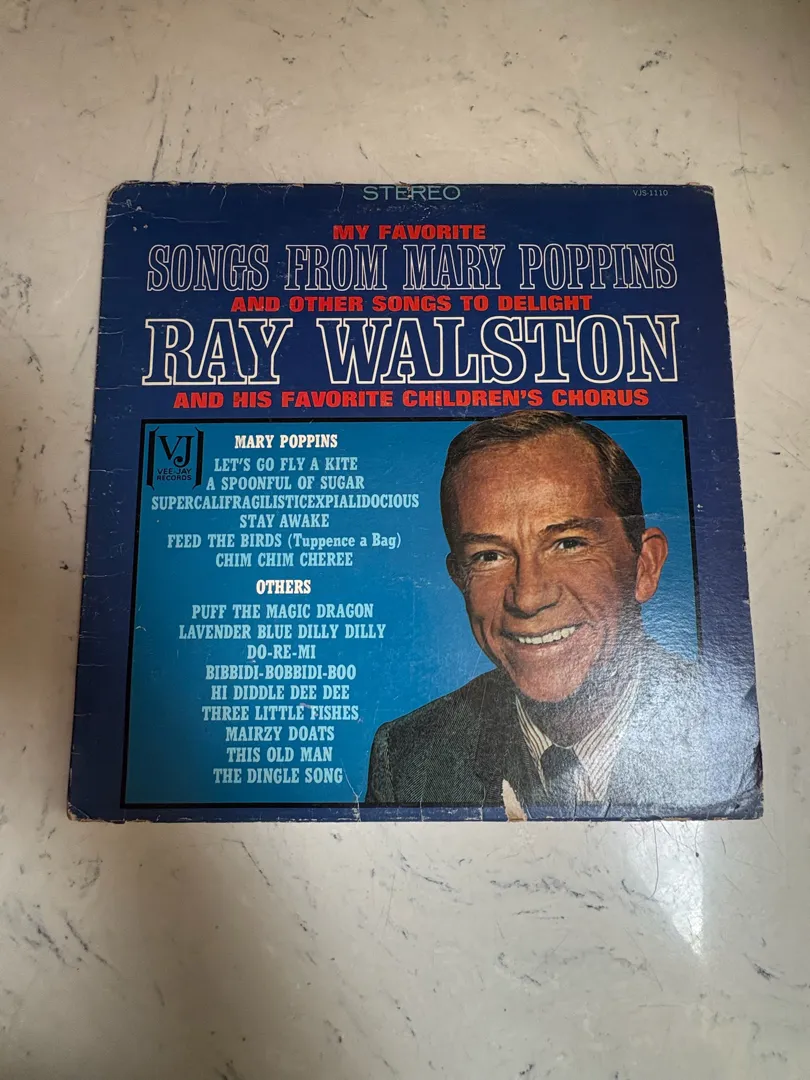 STEREO
VJS-1110
MY FAVORITE
SONGS FROM MARY POPPINS
AND OTHER SONGS TO DELIGHT
RAY WALSTON
AND HIS FAVORITE CHILDREN'S CHORUS
VJ
VEE-JAY
RECORDS
MARY POPPINS
LET'S GO FLY A KITE
A SPOONFUL OF SUGAR
SUPERCALIFRAGILISTICEXPIALIDOCIOUS
STAY AWAKE
FEED THE BIRDS (Tuppence a Bag)
CHIM CHIM CHEREE
OTHERS
PUFF THE MAGIC DRAGON
LAVENDER BLUE DILLY DILLY
DO-RE-MI
BIBBIDI-BOBBIDI-BOO
HI DIDDLE DEE DEE
THREE LITTLE FISHES
MAIRZY DOATS
THIS OLD MAN
THE DINGLE SONG